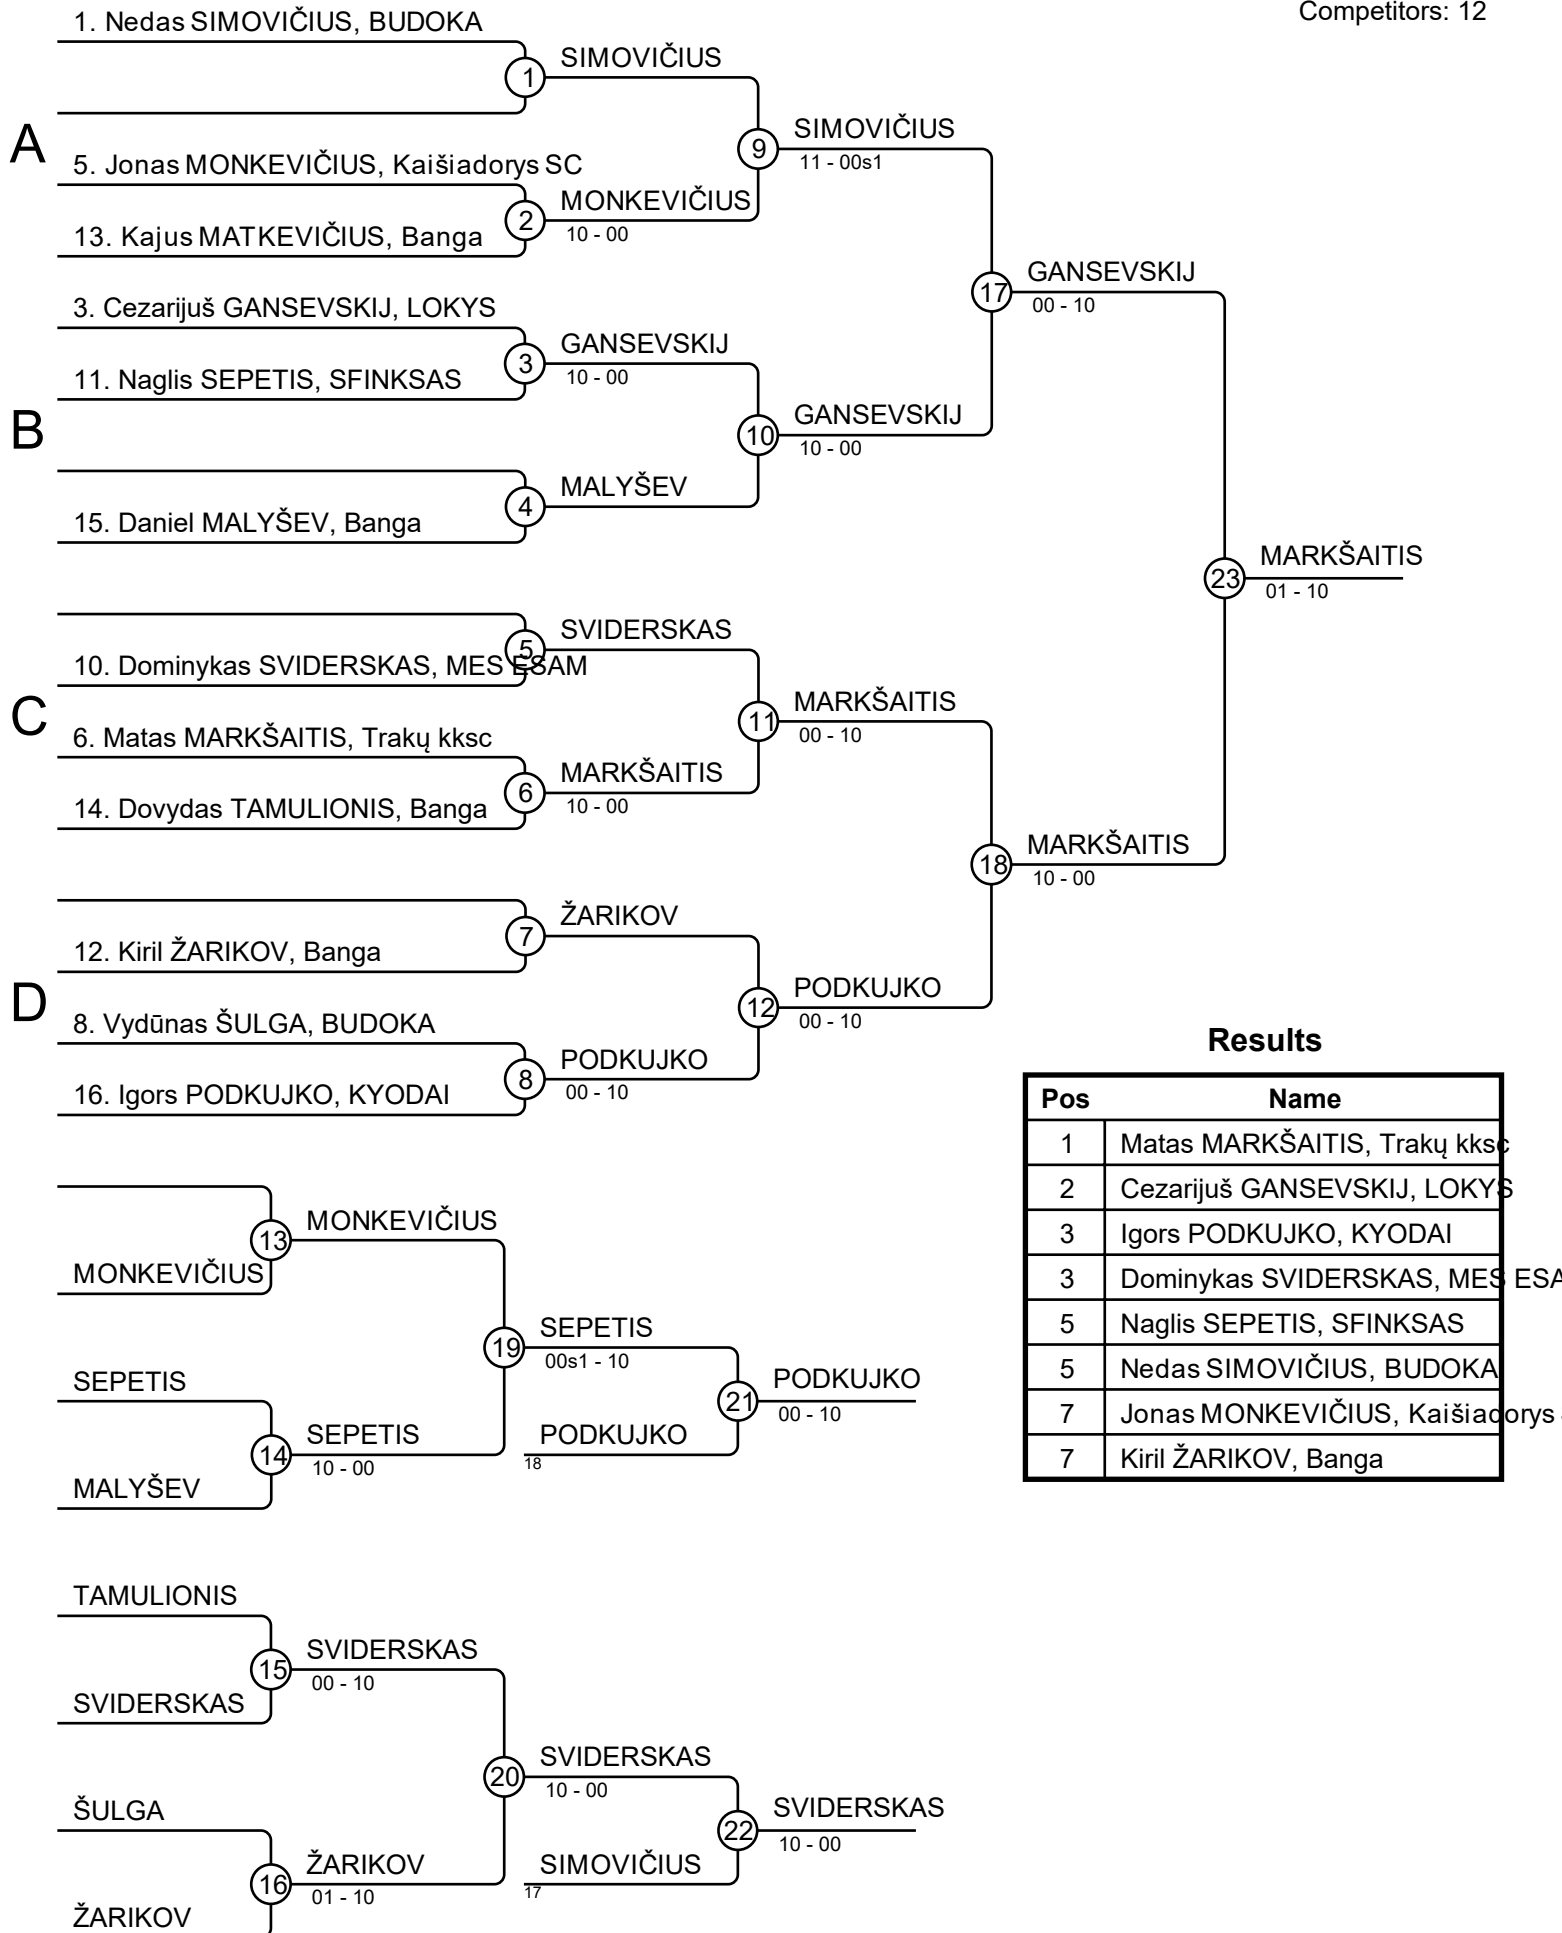 Competitors: 12
1. Nedas SIMOVIČIUS, BUDOKA
1
SIMOVIČIUS
A
9
SIMOVIČIUS
11 - 00s1
5. Jonas MONKEVIČIUS, Kaišiadorys SC
2
MONKEVIČIUS
10 - 00
13. Kajus MATKEVIČIUS, Banga
17
GANSEVSKIJ
00 - 10
3. Cezarijuš GANSEVSKIJ, LOKYS
3
GANSEVSKIJ
10 - 00
11. Naglis SEPETIS, SFINKSAS
B
10
GANSEVSKIJ
10 - 00
4
MALYŠEV
15. Daniel MALYŠEV, Banga
23
MARKŠAITIS
01 - 10
5
SVIDERSKAS
10. Dominykas SVIDERSKAS, MES ESAM
C
11
MARKŠAITIS
00 - 10
6. Matas MARKŠAITIS, Trakų kksc
6
MARKŠAITIS
10 - 00
14. Dovydas TAMULIONIS, Banga
18
MARKŠAITIS
10 - 00
7
ŽARIKOV
12. Kiril ŽARIKOV, Banga
D
12
PODKUJKO
00 - 10
8. Vydūnas ŠULGA, BUDOKA
8
PODKUJKO
00 - 10
16. Igors PODKUJKO, KYODAI
Results
Pos Name
1 Matas MARKŠAITIS, Trakų kksc
2 Cezarijuš GANSEVSKIJ, LOKYS
3 Igors PODKUJKO, KYODAI
3 Dominykas SVIDERSKAS, MES ESA
5 Naglis SEPETIS, SFINKSAS
5 Nedas SIMOVIČIUS, BUDOKA
7 Jonas MONKEVIČIUS, Kaišiadorys
7 Kiril ŽARIKOV, Banga
13
MONKEVIČIUS
MONKEVIČIUS
19
SEPETIS
00s1 - 10
SEPETIS
14
SEPETIS
10 - 00
MALYŠEV
21
PODKUJKO
00 - 10
PODKUJKO
18
TAMULIONIS
15
SVIDERSKAS
00 - 10
SVIDERSKAS
20
SVIDERSKAS
10 - 00
ŠULGA
16
ŽARIKOV
01 - 10
ŽARIKOV
22
SVIDERSKAS
10 - 00
SIMOVIČIUS
17